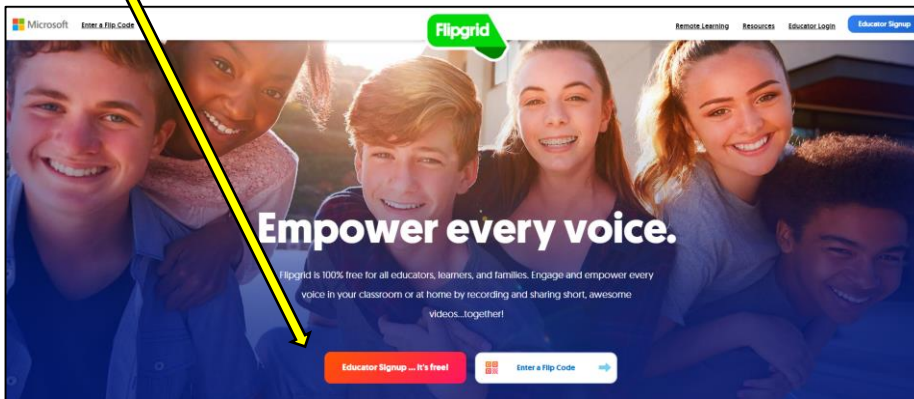 Microsoft Enter a Flip Code Flipgrid Remote Learning Resources Educator Login Educator Signup
Empower every voice.
Flipgrid is 100% free for all educators, learners, and families. Engage and empower every
voice in your classroom or at home by recording and sharing short, awesome
videos...together!
Educator Signup ... It's free! Enter a Flip Code